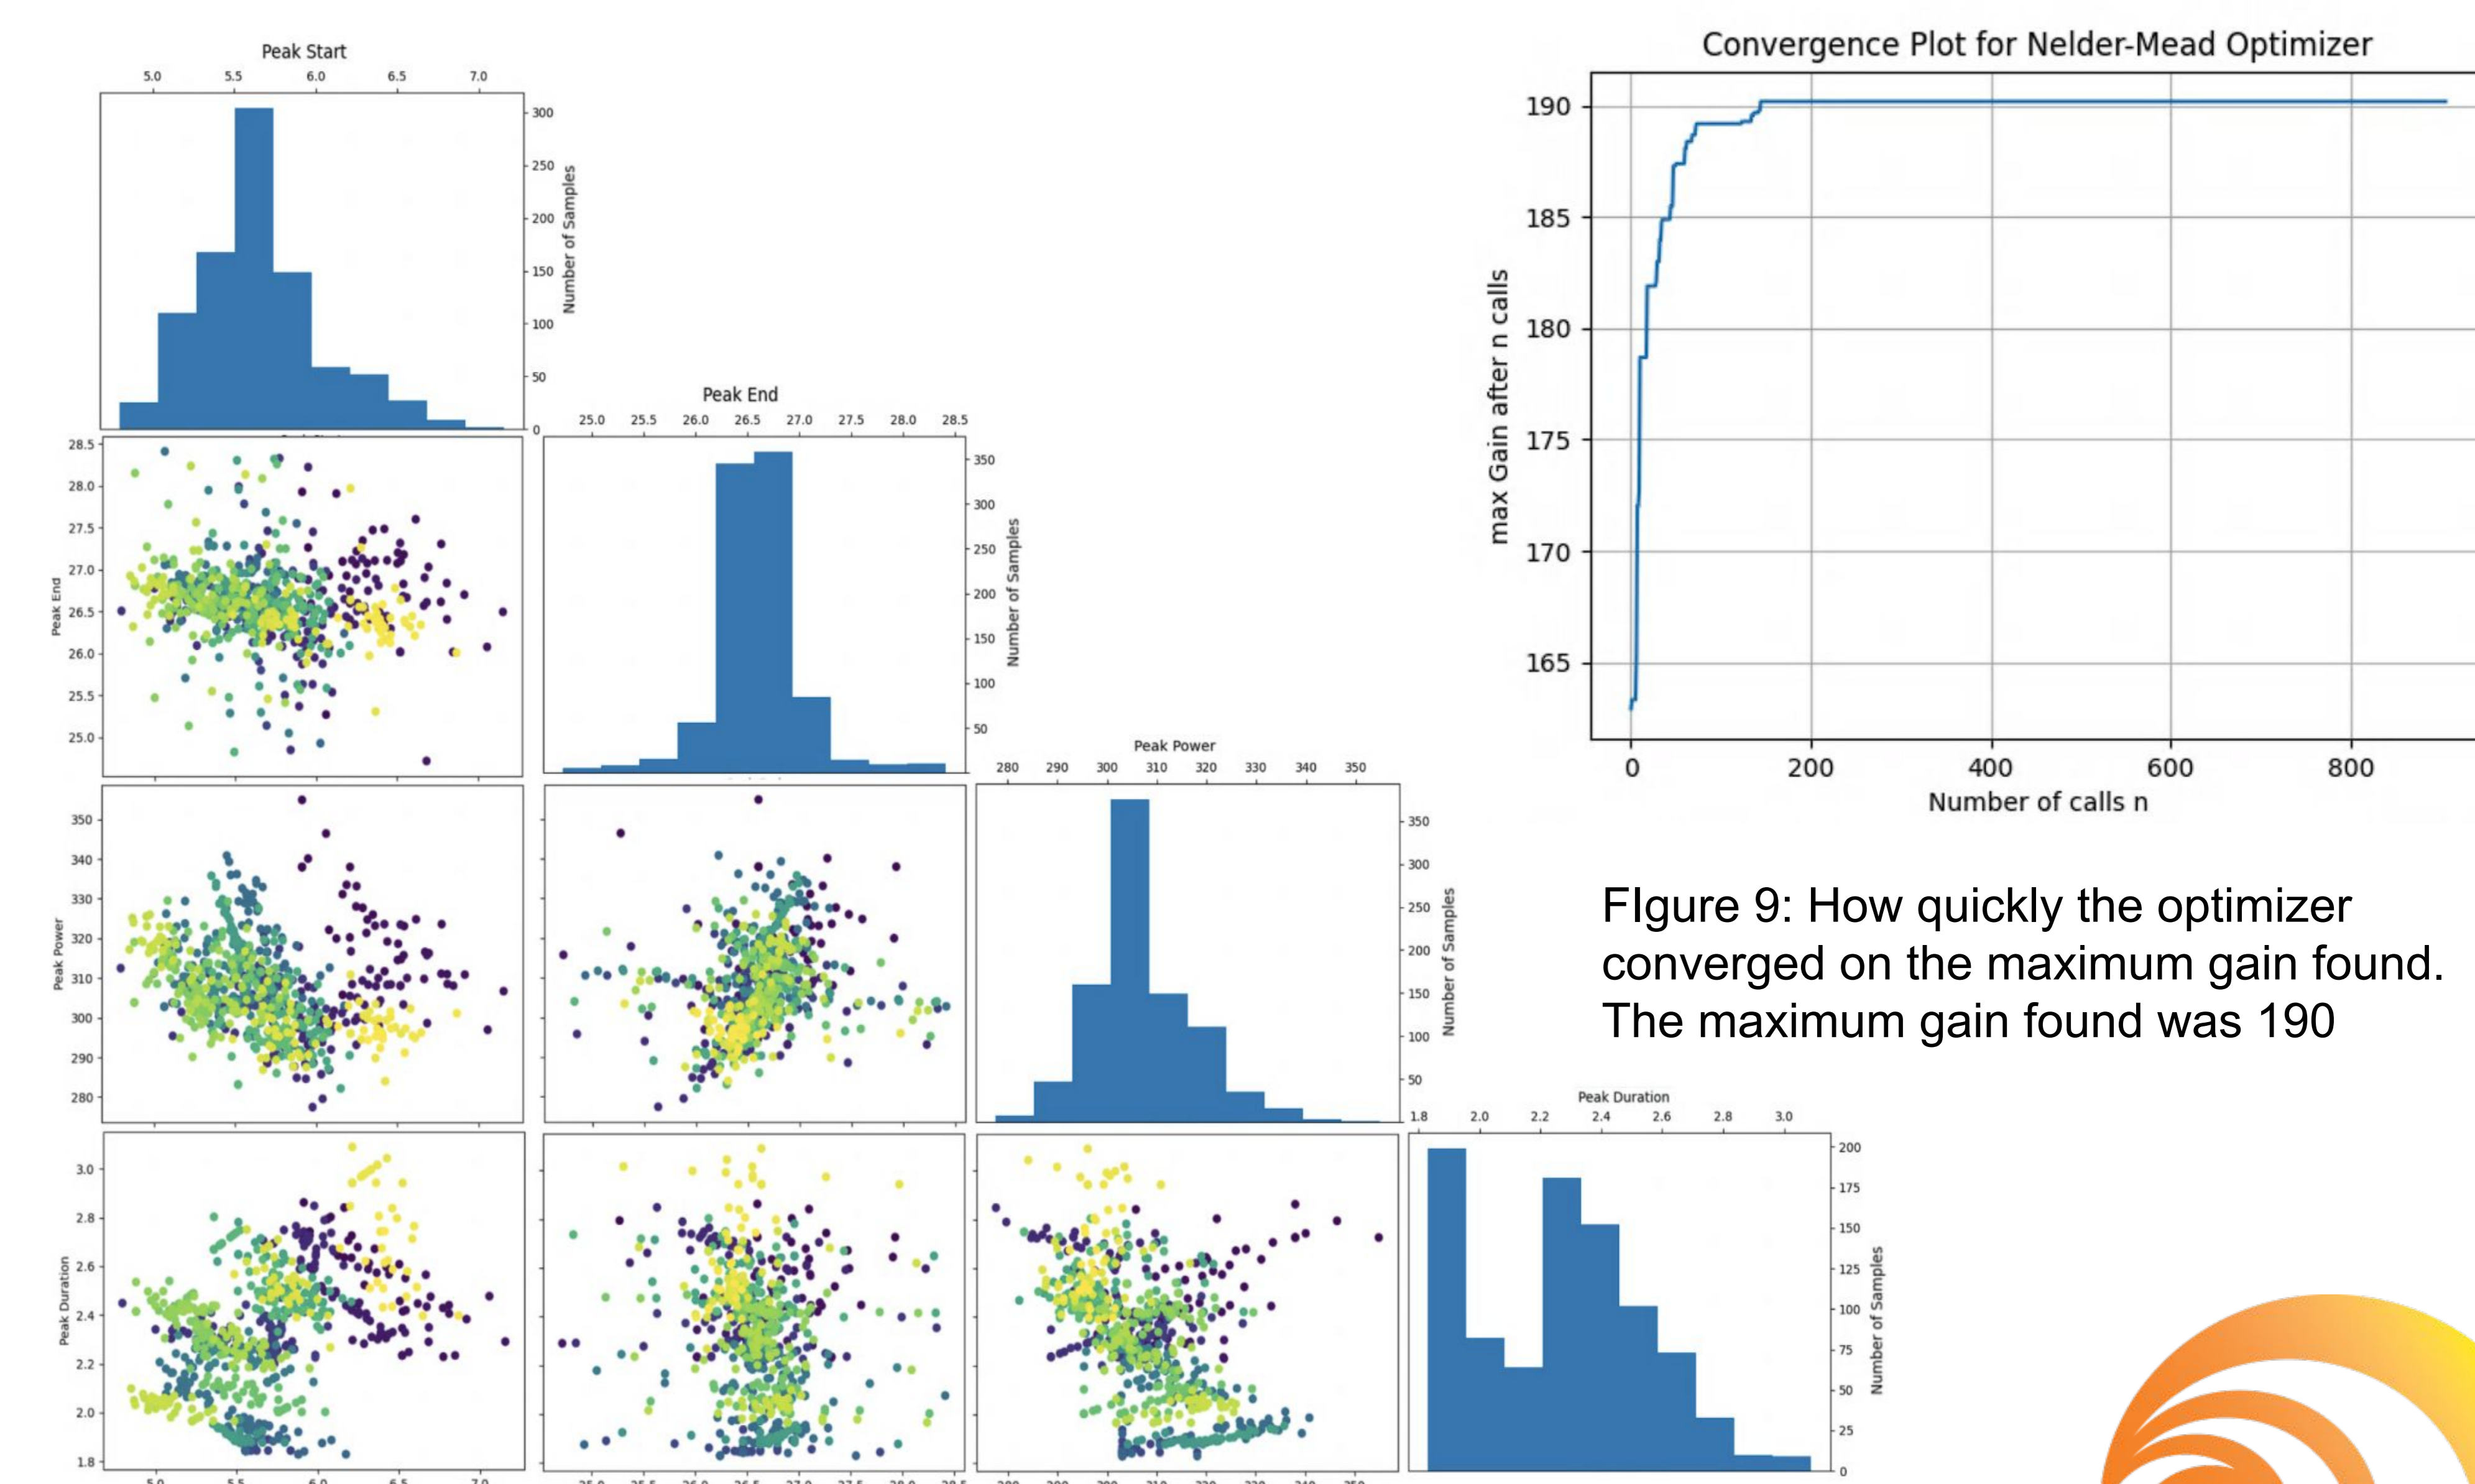 Peak Start
5.0 5.5 6.0 6.5 7.0
300
250
200
150
100
50
0
Number of Samples
Peak End
25.0 25.5 26.0 26.5 27.0 27.5 28.0 28.5
350
300
250
200
150
100
50
Number of Samples
28.5
28.0
27.5
27.0
26.5
26.0
25.5
25.0
Peak End
Peak Power
280 290 300 310 320 330 340 350
350
300
250
200
150
100
50
Number of Samples
350
340
330
320
310
300
290
280
Peak Power
Peak Duration
1.8 2.0 2.2 2.4 2.6 2.8 3.0
200
175
150
125
100
75
50
25
0
Number of Samples
3.0
2.8
2.6
2.4
2.2
2.0
1.8
Peak Duration
Convergence Plot for Nelder-Mead Optimizer
190
185
180
175
170
165
max Gain after n calls
0 200 400 600 800
Number of calls n
FIgure 9: How quickly the optimizer
converged on the maximum gain found.
The maximum gain found was 190